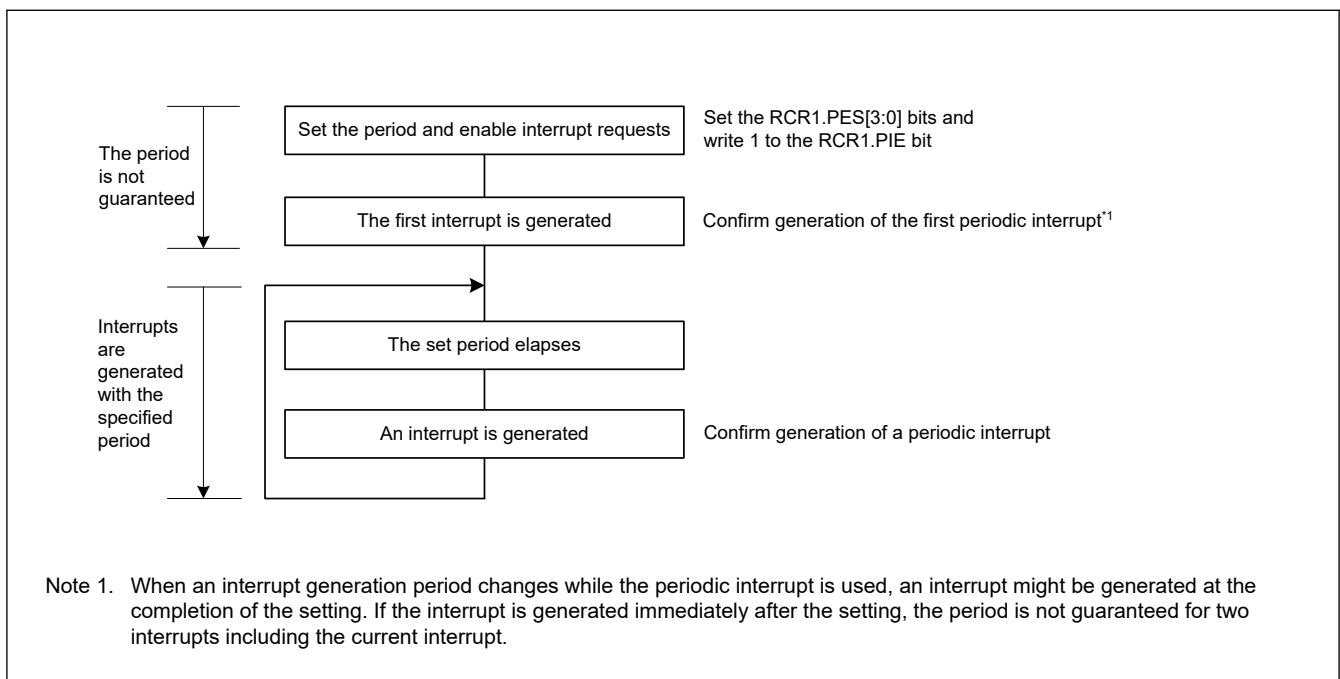 Set the period and enable interrupt requests
Set the RCR1.PES[3:0] bits and
write 1 to the RCR1.PIE bit
The period
is not
guaranteed
The first interrupt is generated
Confirm generation of the first periodic interrupt*1
Interrupts
are
generated
with the
specified
period
The set period elapses
An interrupt is generated
Confirm generation of a periodic interrupt
Note 1. When an interrupt generation period changes while the periodic interrupt is used, an interrupt might be generated at the
completion of the setting. If the interrupt is generated immediately after the setting, the period is not guaranteed for two
interrupts including the current interrupt.